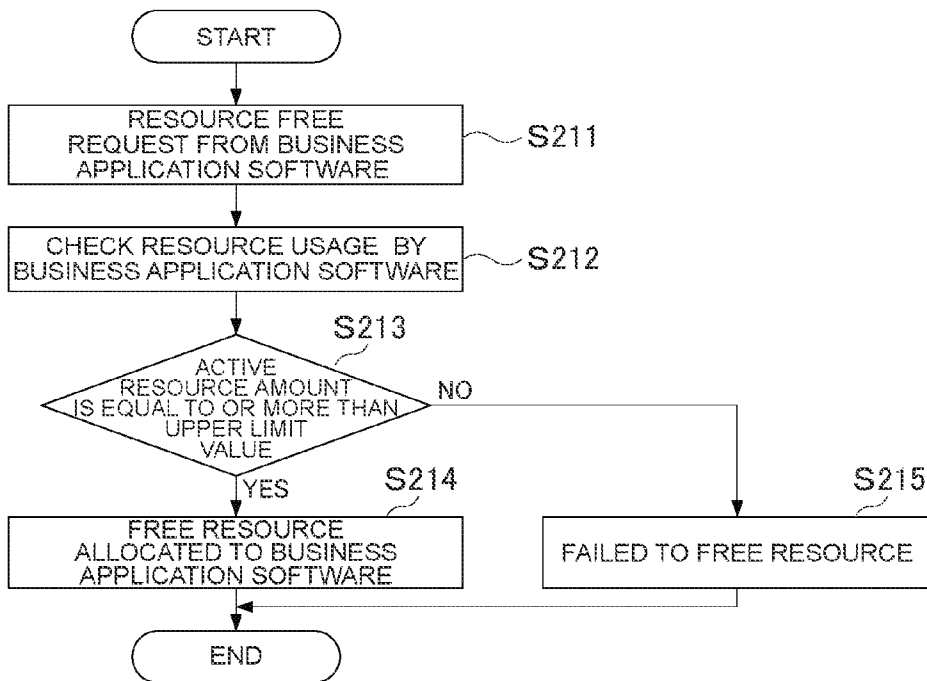 START
RESOURCE FREE
REQUEST FROM BUSINESS
APPLICATION SOFTWARE
S211
CHECK RESOURCE USAGE BY
BUSINESS APPLICATION SOFTWARE
S212
S213
ACTIVE
RESOURCE AMOUNT
IS EQUAL TO OR MORE THAN
UPPER LIMIT
VALUE
NO
YES
S214
FREE RESOURCE
ALLOCATED TO BUSINESS
APPLICATION SOFTWARE
S215
FAILED TO FREE RESOURCE
END